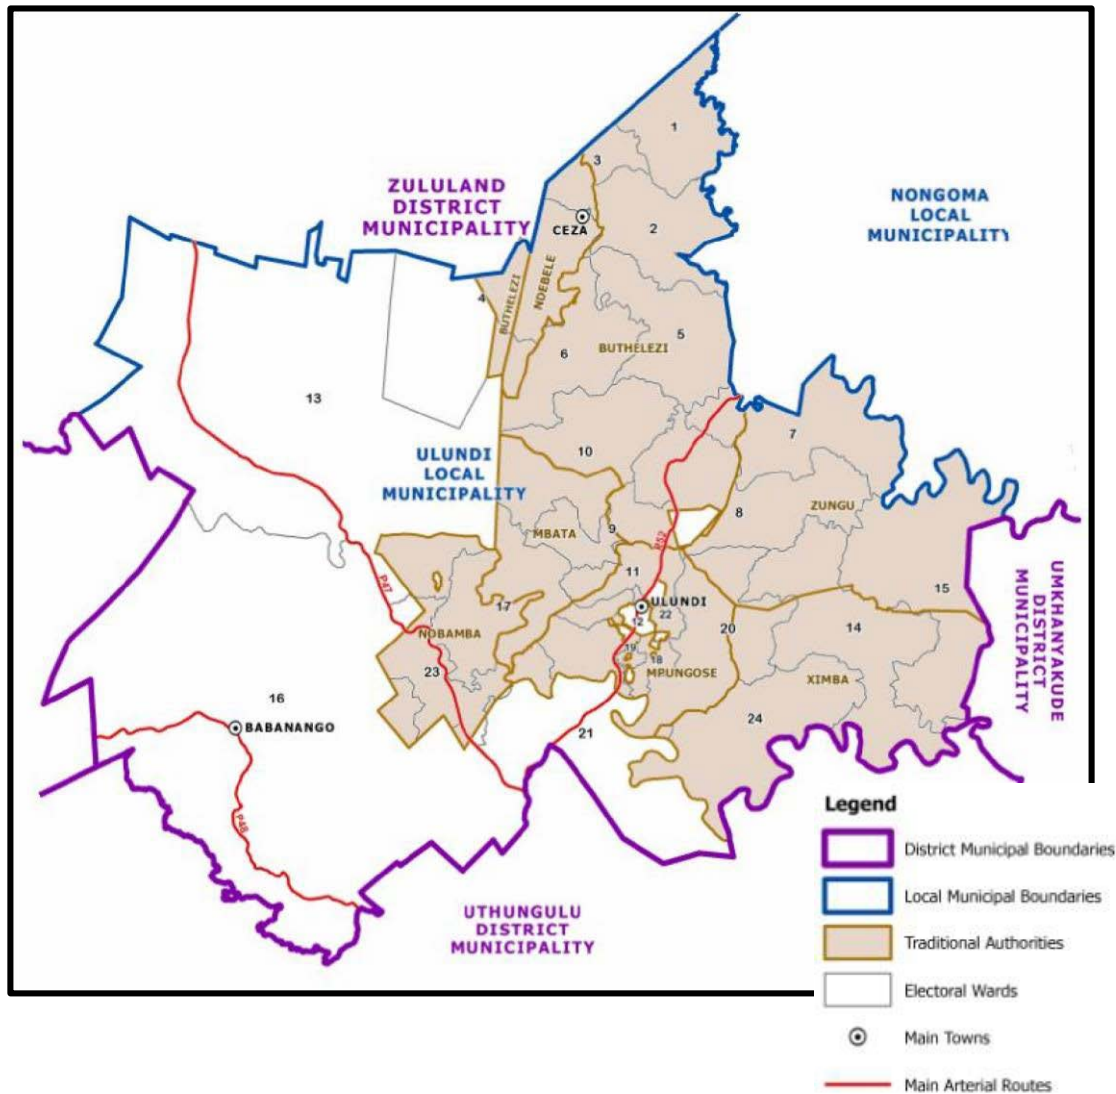 1
3
ZULULAND
DISTRICT
MUNICIPALITY
NONGOMA
LOCAL
MUNICIPALITY
CEZA
2
4
BUTHELEZI
NDEBELE
5
6
BUTHELEZI
13
7
ULUNDI
LOCAL
MUNICIPALITY
10
8
ZUNGU
9
MBATA
R52
11
P47
15
UMKHANYAKUDE
DISTRICT
MUNICIPALITY
17
ULUNDI
12
22
20
14
NOBAMBA
19
18
23
MPUNGOSE
XIMBA
16
BABANANGO
24
21
P48
UTHUNGULU
DISTRICT
MUNICIPALITY
Legend
District Municipal Boundaries
Local Municipal Boundaries
Traditional Authorities
Electoral Wards
Main Towns
Main Arterial Routes